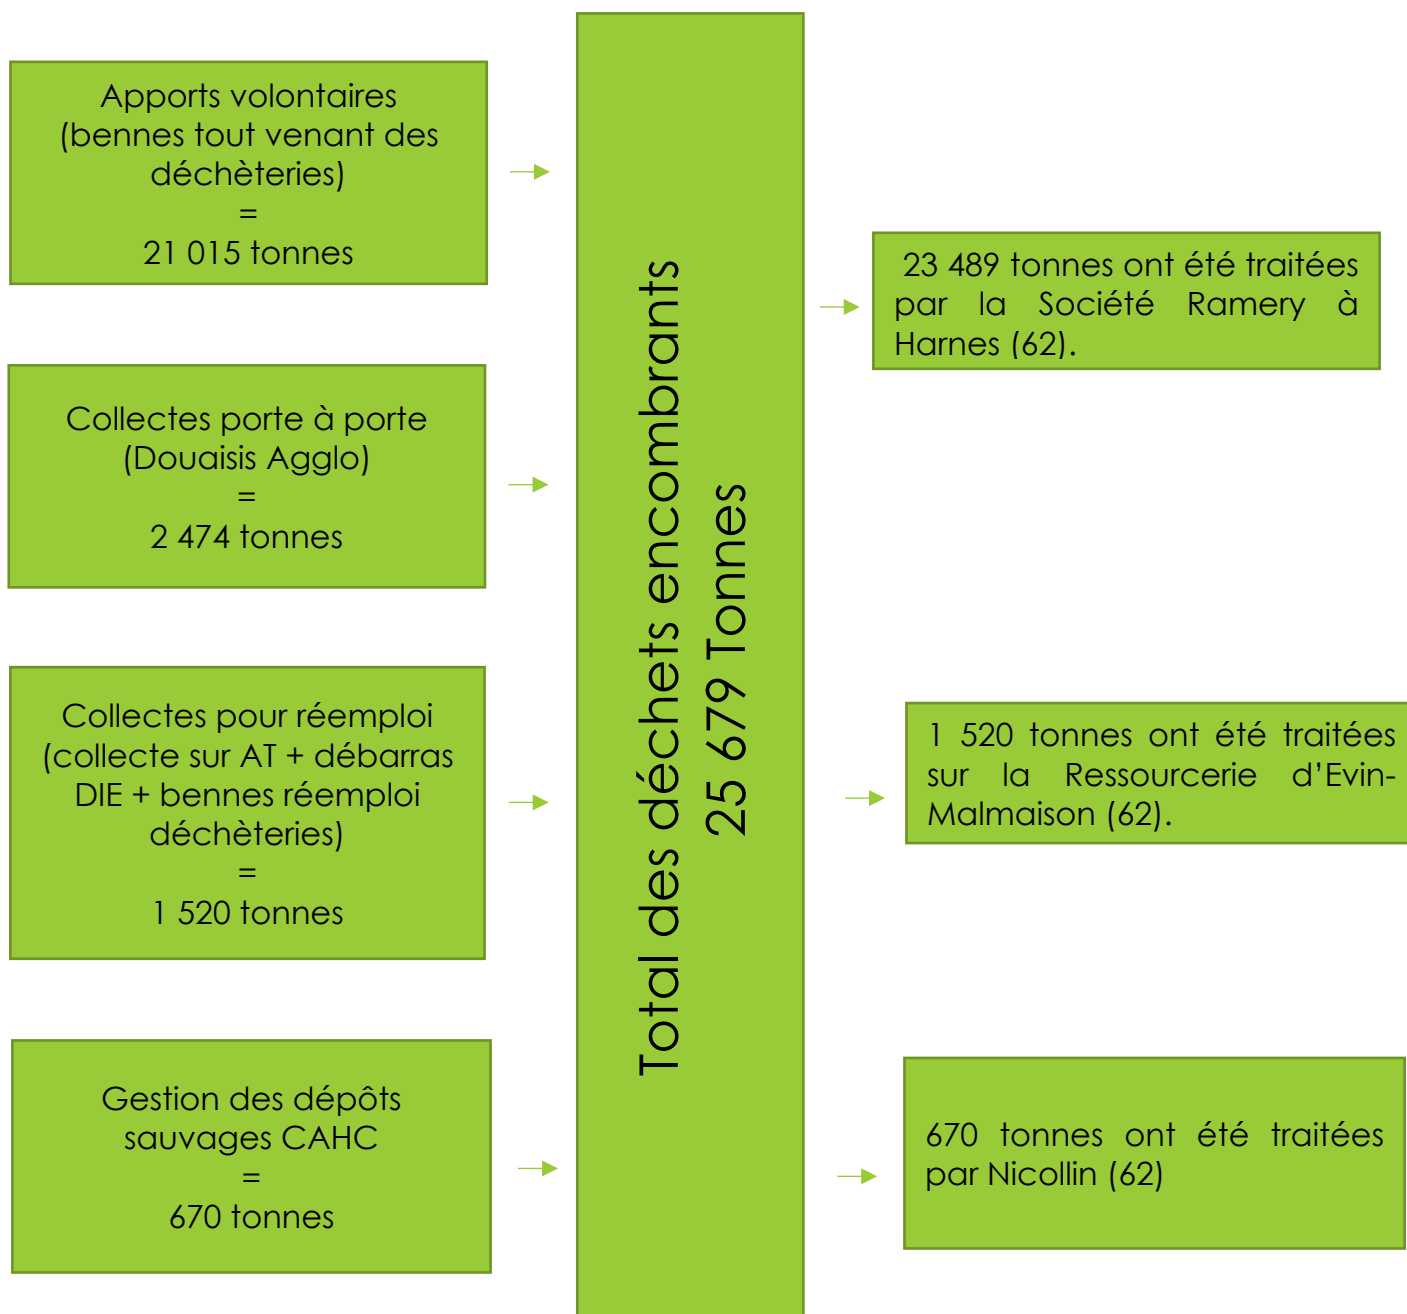 Apports volontaires
(bennes tout venant des
déchèteries)
=
21 015 tonnes
Collectes porte à porte
(Douaisis Agglo)
=
2 474 tonnes
Collectes pour réemploi
(collecte sur AT + débarras
DIE + bennes réemploi
déchèteries)
=
1 520 tonnes
Gestion des dépôts
sauvages CAHC
=
670 tonnes
Total des déchets encombrants
25 679 Tonnes
23 489 tonnes ont été traitées
par la Société Ramery à
Harnes (62).
1 520 tonnes ont été traitées
sur la Ressourcerie d’Evin-
Malmaison (62).
670 tonnes ont été traitées
par Nicollin (62)